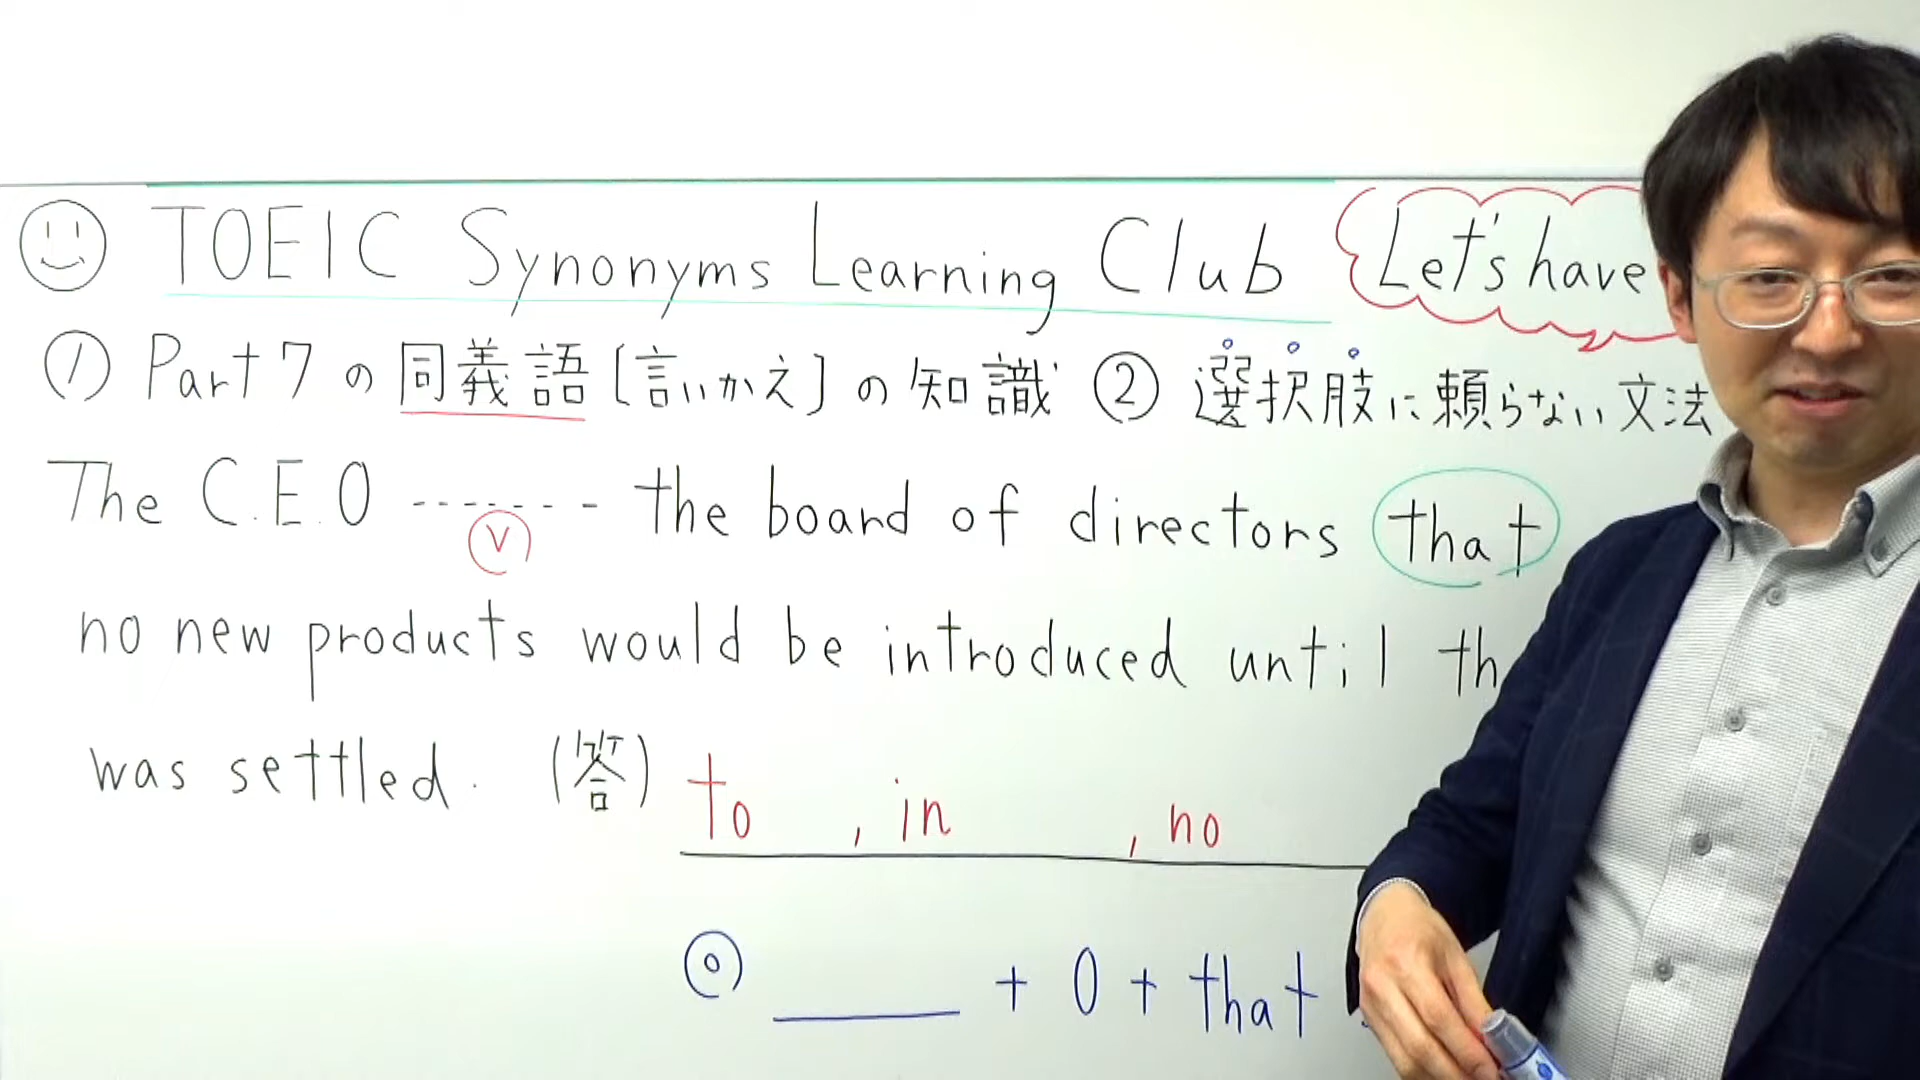 TOEIC Synonyms Learning Club Let's have
① Part 7 の 同義語〔言いかえ〕の 知識 ② 選択肢に頼らない文法
The C.E.O ------- the board of directors that
V
no new products would be introduced until th
was settled. (答) to , in , no
+ O + that